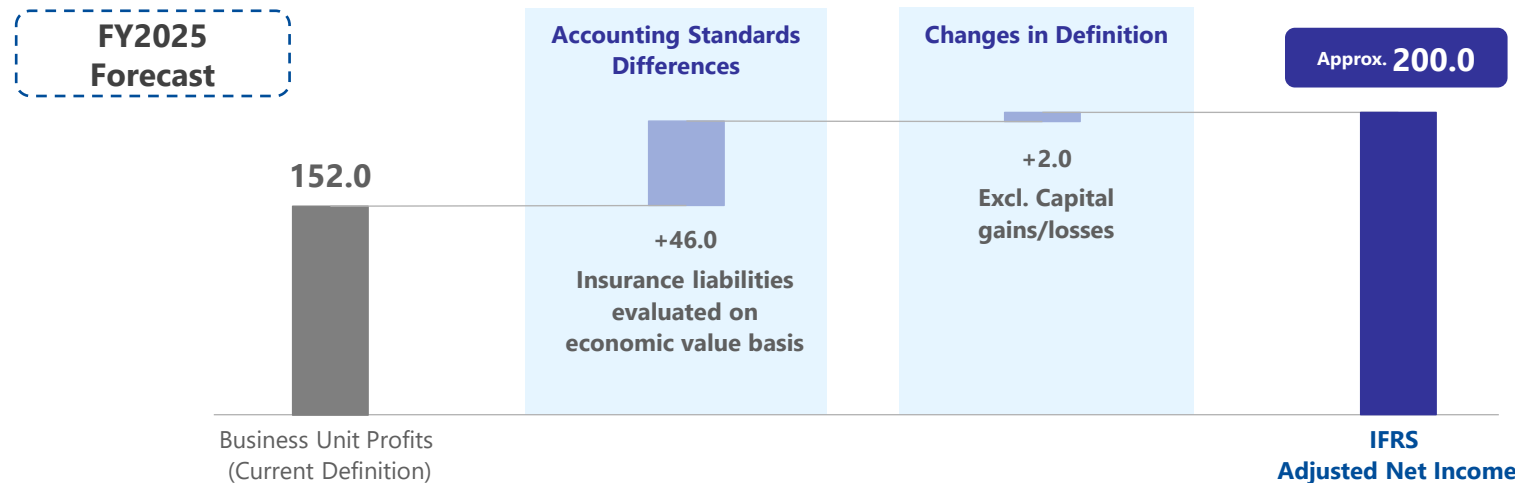 FY2025
Forecast
Accounting Standards
Differences
Changes in Definition
Approx. 200.0
152.0
+46.0
Insurance liabilities
evaluated on
economic value basis
+2.0
Excl. Capital
gains/losses
Business Unit Profits
(Current Definition)
IFRS
Adjusted Net Income